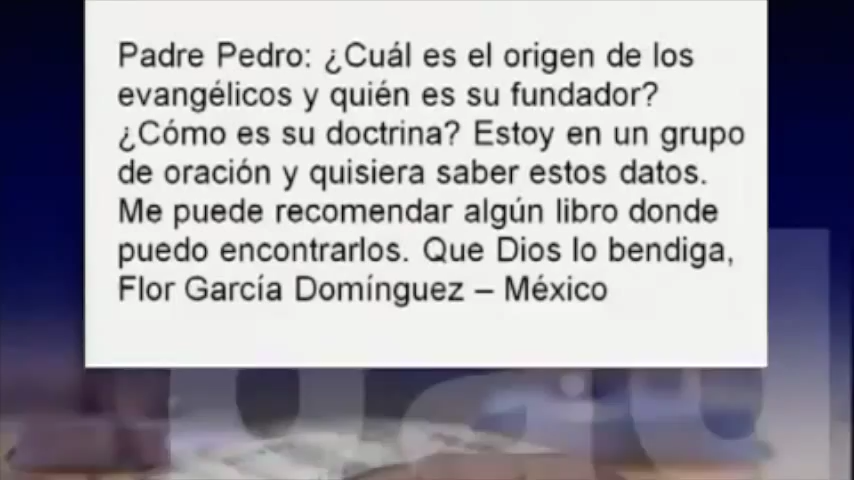 Padre Pedro: ¿Cuál es el origen de los
evangélicos y quién es su fundador?
¿Cómo es su doctrina? Estoy en un grupo
de oración y quisiera saber estos datos.
Me puede recomendar algún libro donde
puedo encontrarlos. Que Dios lo bendiga,
Flor García Domínguez – México